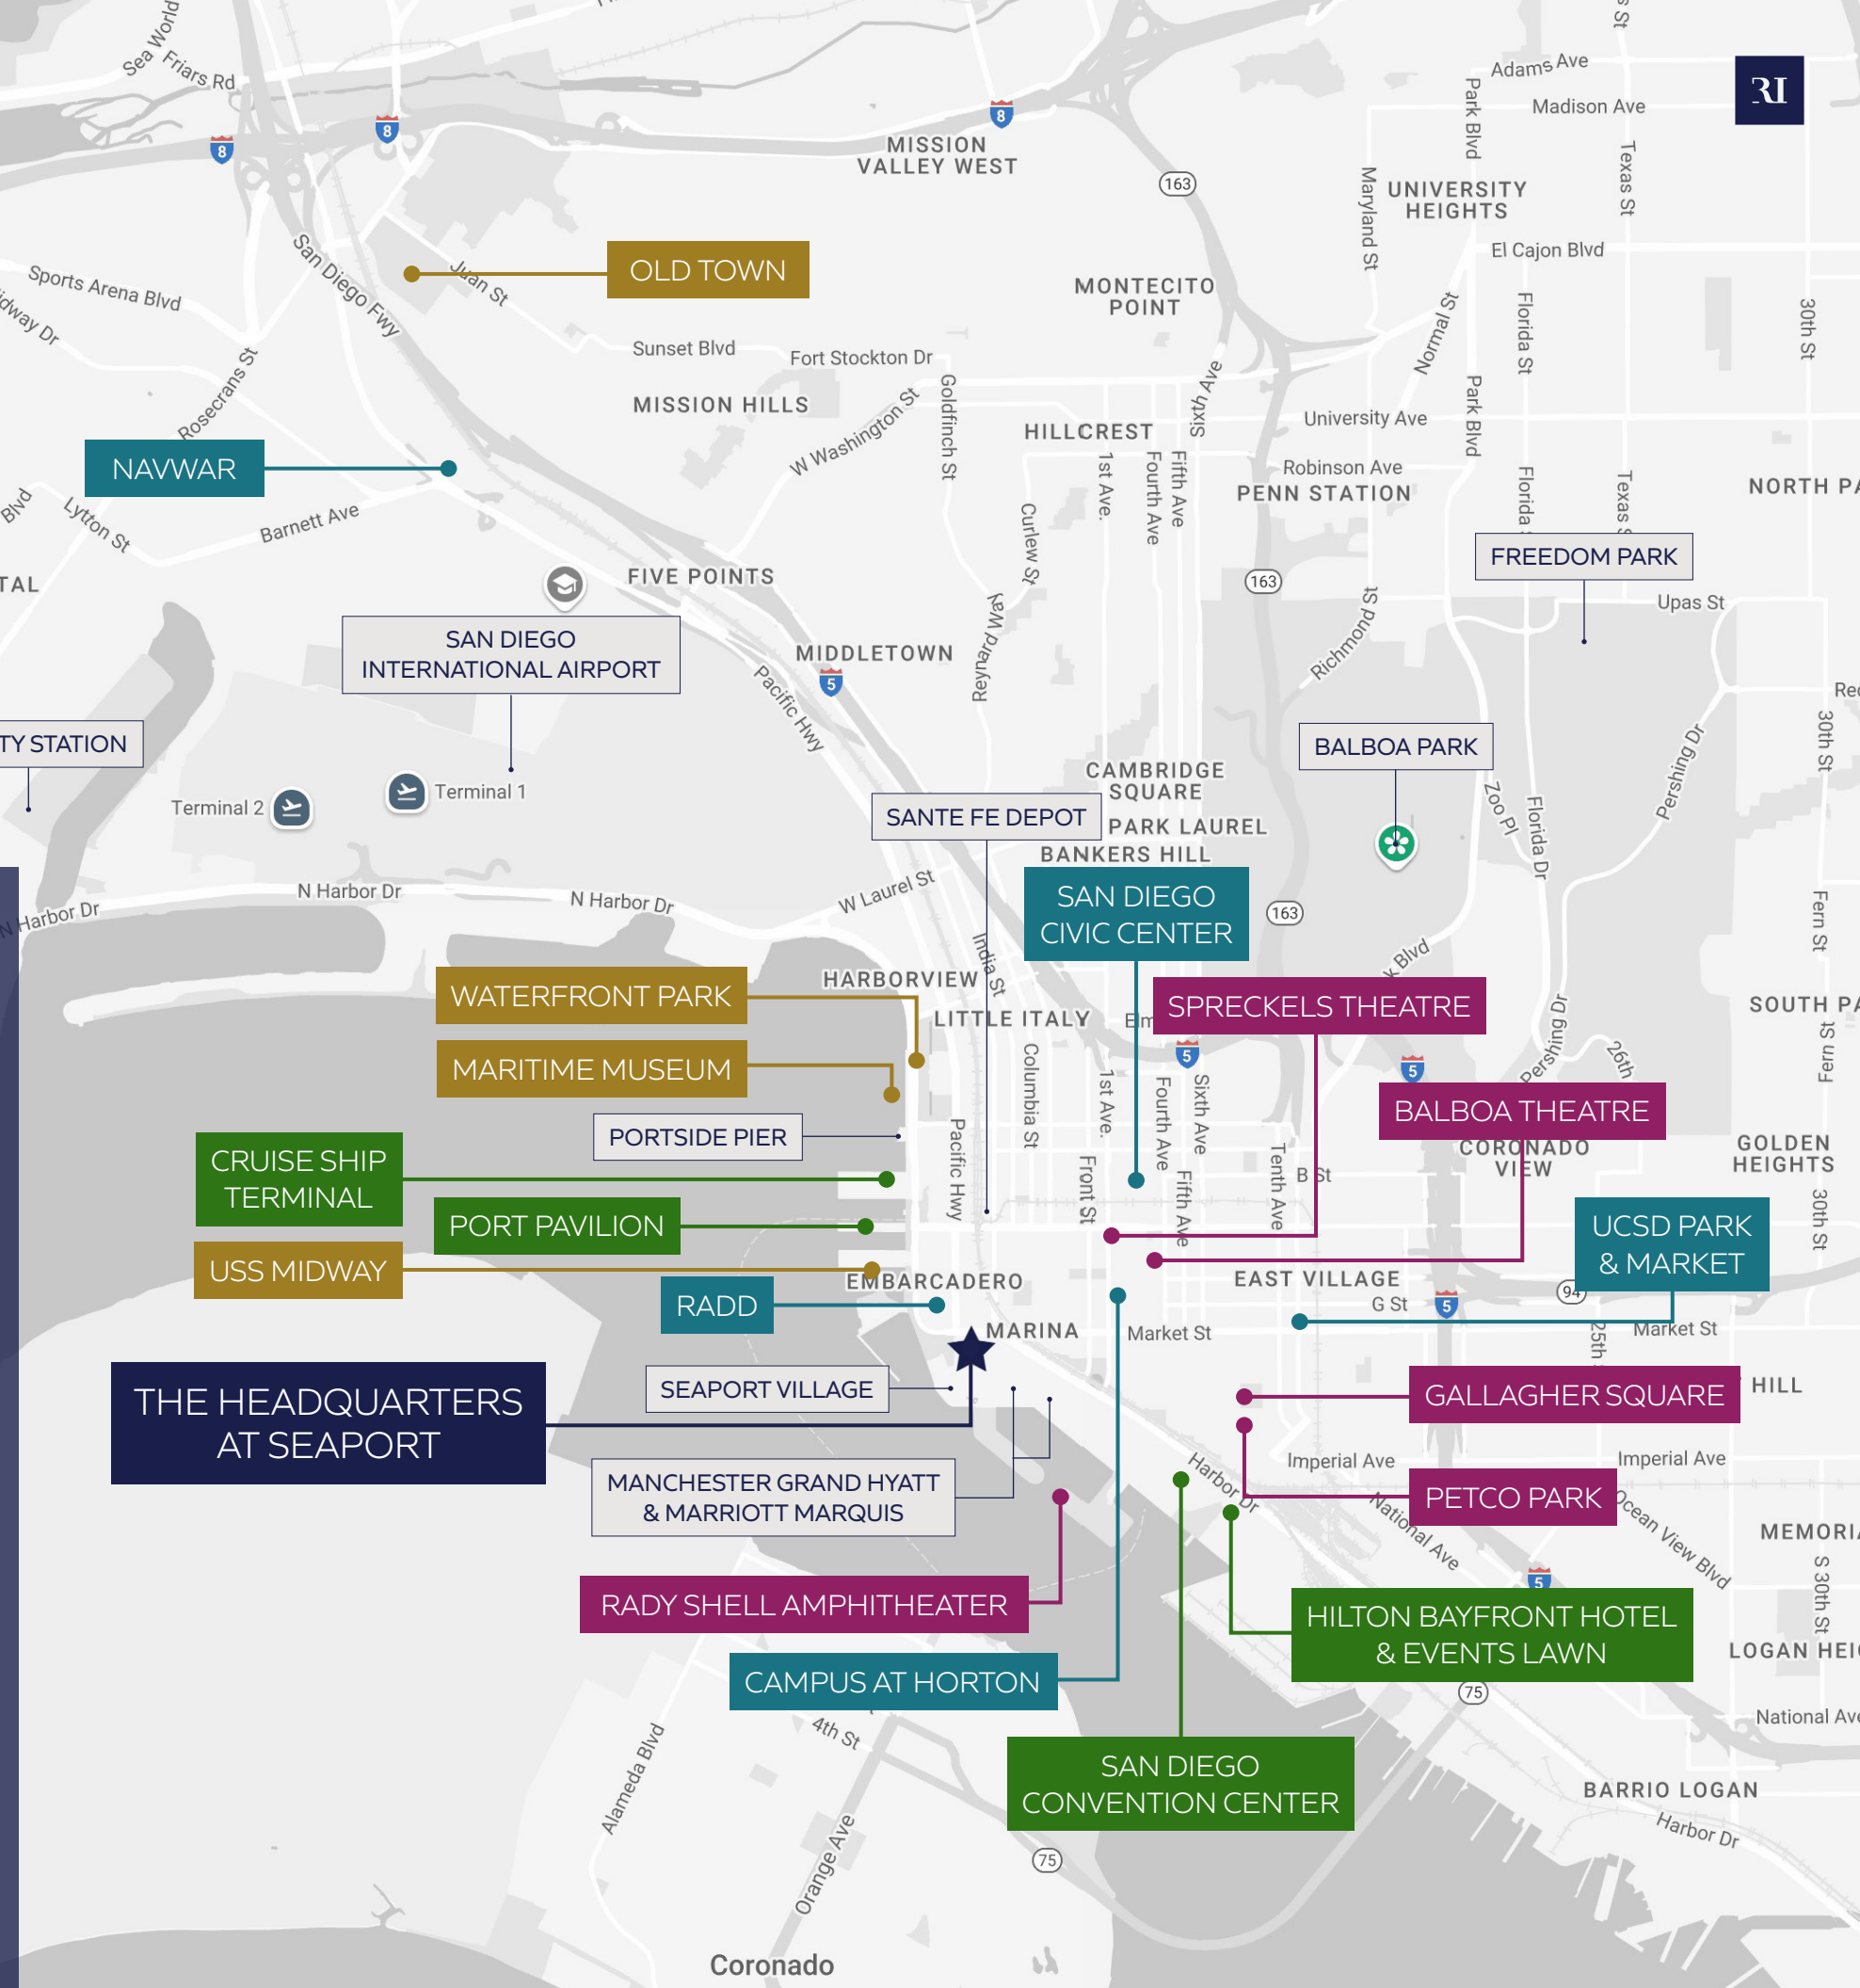 Sea World
Friars Rd
8
8
8
MISSION
VALLEY WEST
163
Adams Ave
Madison Ave
Park Blvd
Texas St
RI
Maryland St
UNIVERSITY
HEIGHTS
El Cajon Blvd
OLD TOWN
Juan St
San Diego Fwy
Sports Arena Blvd
MONTECITO
POINT
Normal St
Florida St
30th St
Sunset Blvd
Fort Stockton Dr
Goldfinch St
Rosecrans St
MISSION HILLS
W Washington St
Sixth Ave
HILLCREST
University Ave
Park Blvd
Robinson Ave
PENN STATION
1st Ave.
Fourth Ave
Fifth Ave
Florida
Texas
NORTH PA
NAVWAR
Blvd
Lytton St
Barnett Ave
Curlew St
FREEDOM PARK
TAL
FIVE POINTS
163
Upas St
Richmond St
Reynard Way
SAN DIEGO
INTERNATIONAL AIRPORT
MIDDLETOWN
5
Pacific Hwy
TY STATION
30th St
Pershing Dr
BALBOA PARK
Zoo Pl
Florida Dr
CAMBRIDGE
SQUARE
Terminal 2
Terminal 1
SANTE FE DEPOT
PARK LAUREL
BANKERS HILL
N Harbor Dr
N Harbor Dr
N Harbor Dr
W Laurel St
SAN DIEGO
CIVIC CENTER
163
Fern St
India St
WATERFRONT PARK
HARBORVIEW
k Blvd
SPRECKELS THEATRE
SOUTH PA
LITTLE ITALY
Elm
Fern St
Pershing Dr
26th
MARITIME MUSEUM
5
5
Columbia St
1st Ave.
Fourth Ave
Sixth Ave
BALBOA THEATRE
PORTSIDE PIER
Pacific Hwy
CORONADO
VIEW
GOLDEN
HEIGHTS
CRUISE SHIP
TERMINAL
Front St
Fifth Ave
Tenth Ave
B St
30th St
PORT PAVILION
UCSD PARK
& MARKET
USS MIDWAY
EMBARCADERO
EAST VILLAGE
94
RADD
G St
5
MARINA
Market St
25th
Market St
THE HEADQUARTERS
AT SEAPORT
SEAPORT VILLAGE
GALLAGHER SQUARE
HILL
MANCHESTER GRAND HYATT
& MARRIOTT MARQUIS
Harbor Dr
Imperial Ave
Imperial Ave
PETCO PARK
National Ave
Ocean View Blvd
MEMORIA
RADY SHELL AMPHITHEATER
5
S 30th St
HILTON BAYFRONT HOTEL
& EVENTS LAWN
LOGAN HEI
CAMPUS AT HORTON
75
4th St
National Ave
Alameda Blvd
SAN DIEGO
CONVENTION CENTER
BARRIO LOGAN
Harbor Dr
Orange Ave
75
Coronado